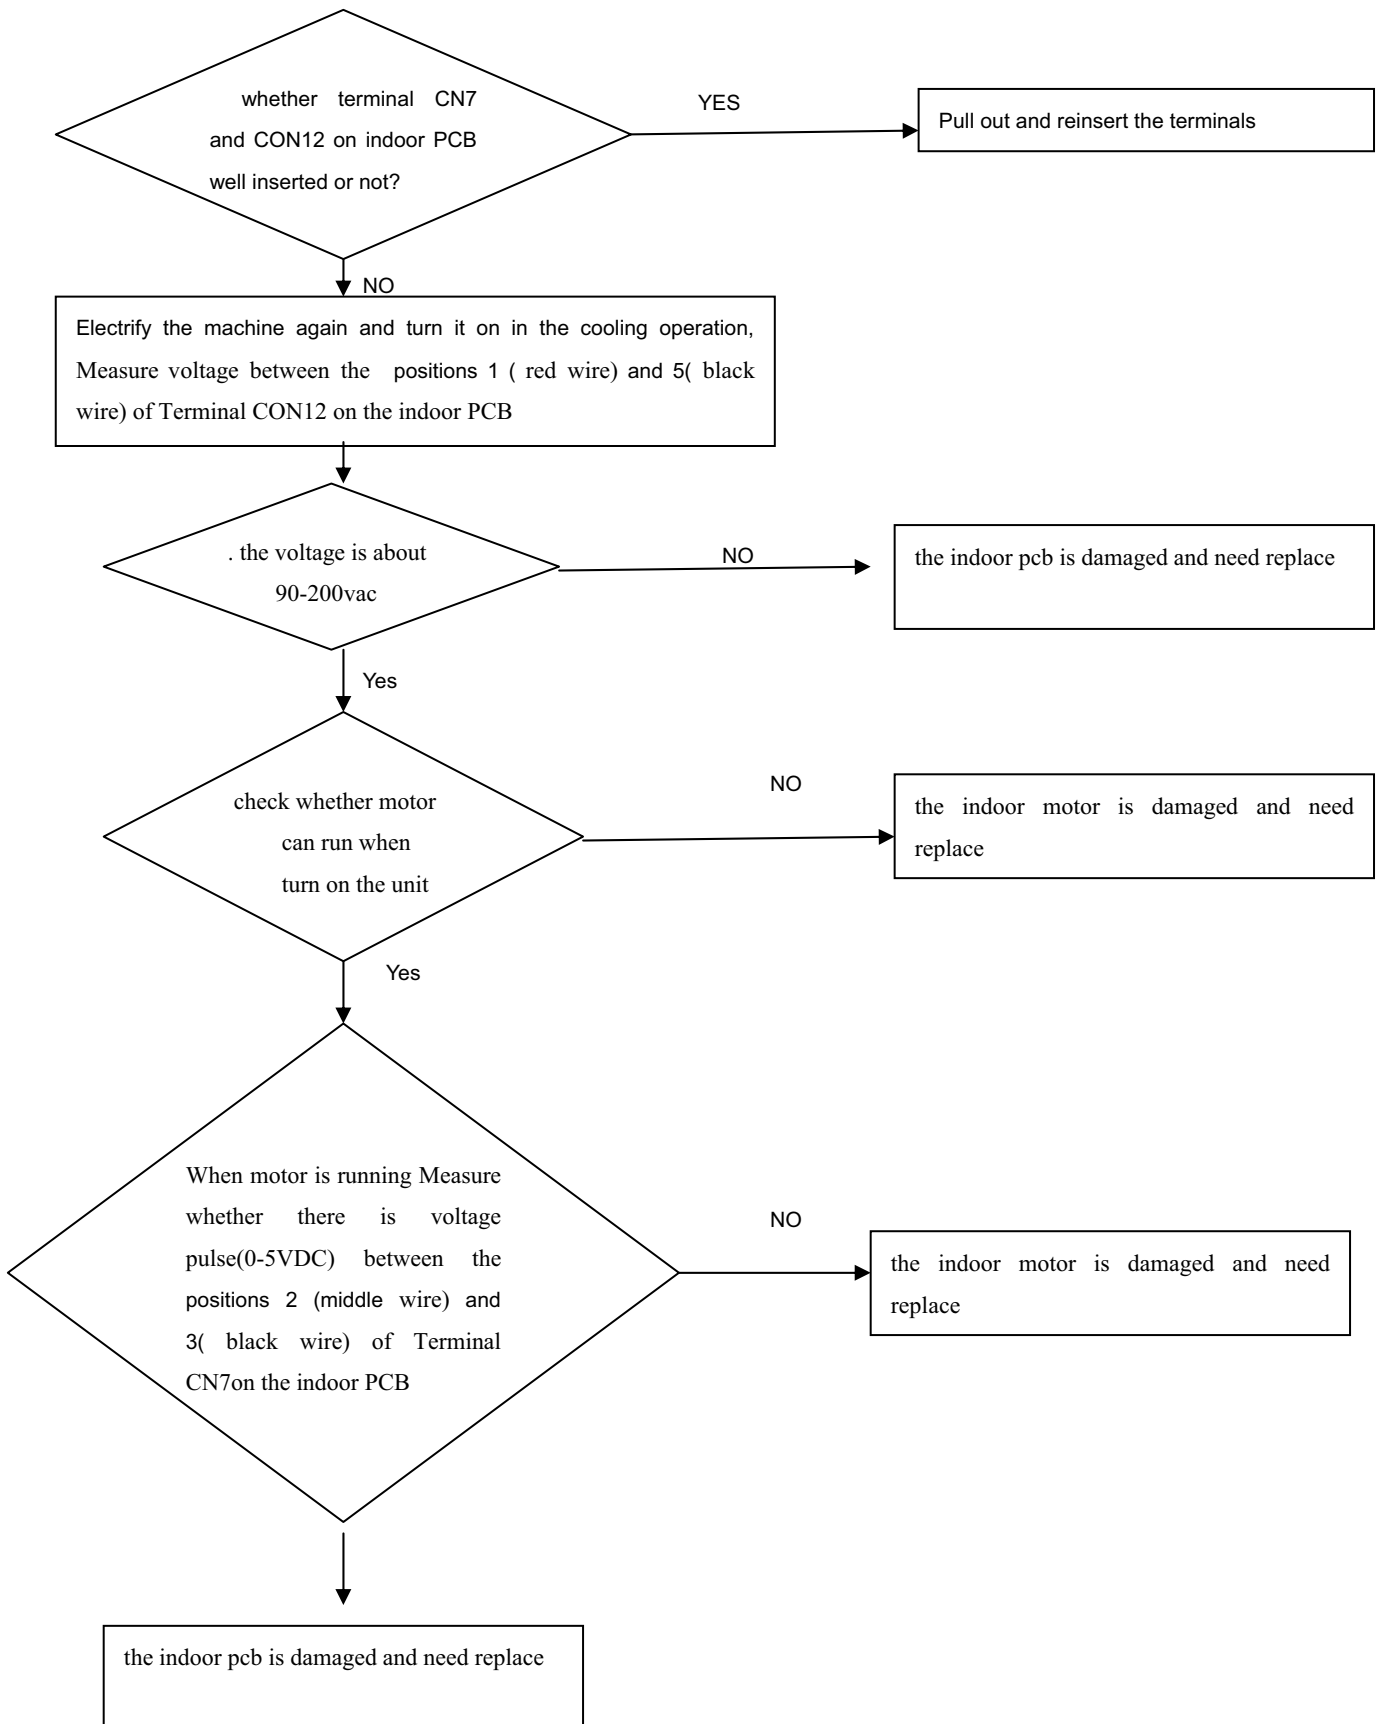 whether terminal CN7
and CON12 on indoor PCB
well inserted or not?
YES
Pull out and reinsert the terminals
NO
Electrify the machine again and turn it on in the cooling operation,
Measure voltage between the positions 1 ( red wire) and 5( black
wire) of Terminal CON12 on the indoor PCB
. the voltage is about
90-200vac
NO
the indoor pcb is damaged and need replace
Yes
check whether motor
can run when
turn on the unit
NO
the indoor motor is damaged and need
replace
Yes
When motor is running Measure
whether there is voltage
pulse(0-5VDC) between the
positions 2 (middle wire) and
3( black wire) of Terminal
CN7on the indoor PCB
NO
the indoor motor is damaged and need
replace
the indoor pcb is damaged and need replace